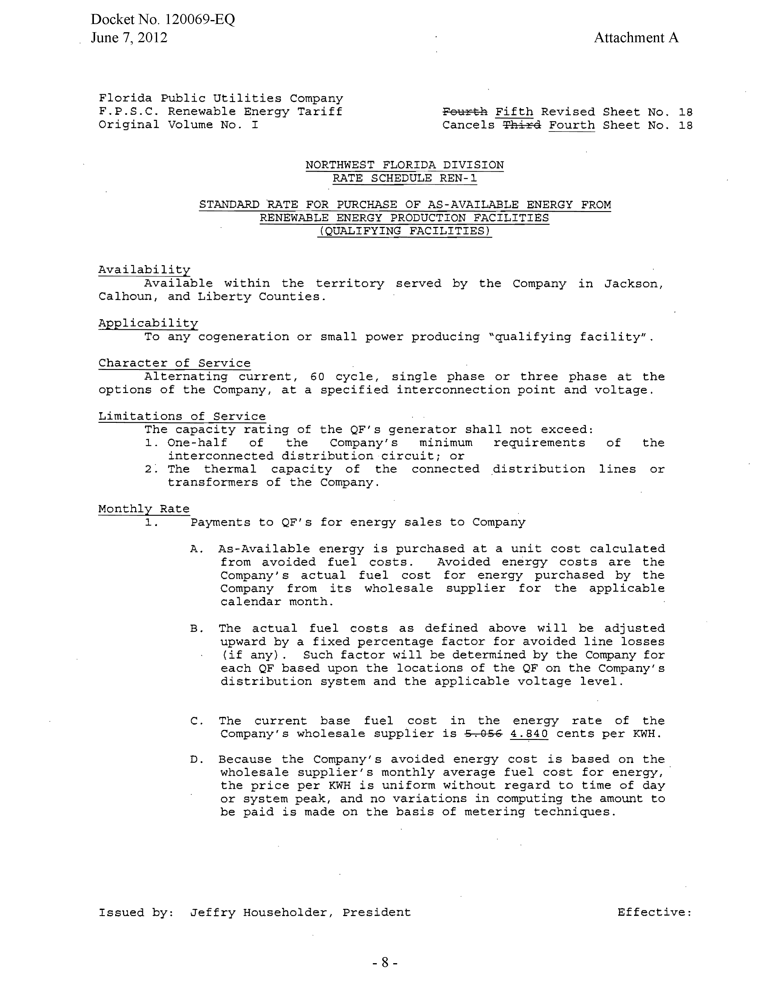 Docket No. 120069-EQ
June 7, 2012
Attachment A
Florida Public Utilities Company
F.P.S.C. Renewable Energy Tariff
Original Volume No. I
Fourth Fifth Revised Sheet No. 18
Cancels Third Fourth Sheet No. 18
NORTHWEST FLORIDA DIVISION
RATE SCHEDULE REN-1
STANDARD RATE FOR PURCHASE OF AS-AVAILABLE ENERGY FROM
RENEWABLE ENERGY PRODUCTION FACILITIES
(QUALIFYING FACILITIES)
Availability
Available within the territory served by the Company in Jackson,
Calhoun, and Liberty Counties.
Applicability
To any cogeneration or small power producing "qualifying facility".
Character of Service
Alternating current, 60 cycle, single phase or three phase at the
options of the Company, at a specified interconnection point and voltage.
Limitations of Service
The capacity rating of the QF's generator shall not exceed:
1. One-half of the Company's minimum requirements of the
interconnected distribution circuit; or
2. The thermal capacity of the connected distribution lines or
transformers of the Company.
Monthly Rate
1. Payments to QF's for energy sales to Company
A. As-Available energy is purchased at a unit cost calculated
from avoided fuel costs. Avoided energy costs are the
Company's actual fuel cost for energy purchased by the
Company from its wholesale supplier for the applicable
calendar month.
B. The actual fuel costs as defined above will be adjusted
upward by a fixed percentage factor for avoided line losses
(if any). Such factor will be determined by the Company for
each QF based upon the locations of the QF on the Company's
distribution system and the applicable voltage level.
C. The current base fuel cost in the energy rate of the
Company's wholesale supplier is 5.056 4.840 cents per KWH.
D. Because the Company's avoided energy cost is based on the
wholesale supplier's monthly average fuel cost for energy,
the price per KWH is uniform without regard to time of day
or system peak, and no variations in computing the amount to
be paid is made on the basis of metering techniques.
Issued by: Jeffry Householder, President
Effective:
- 8 -